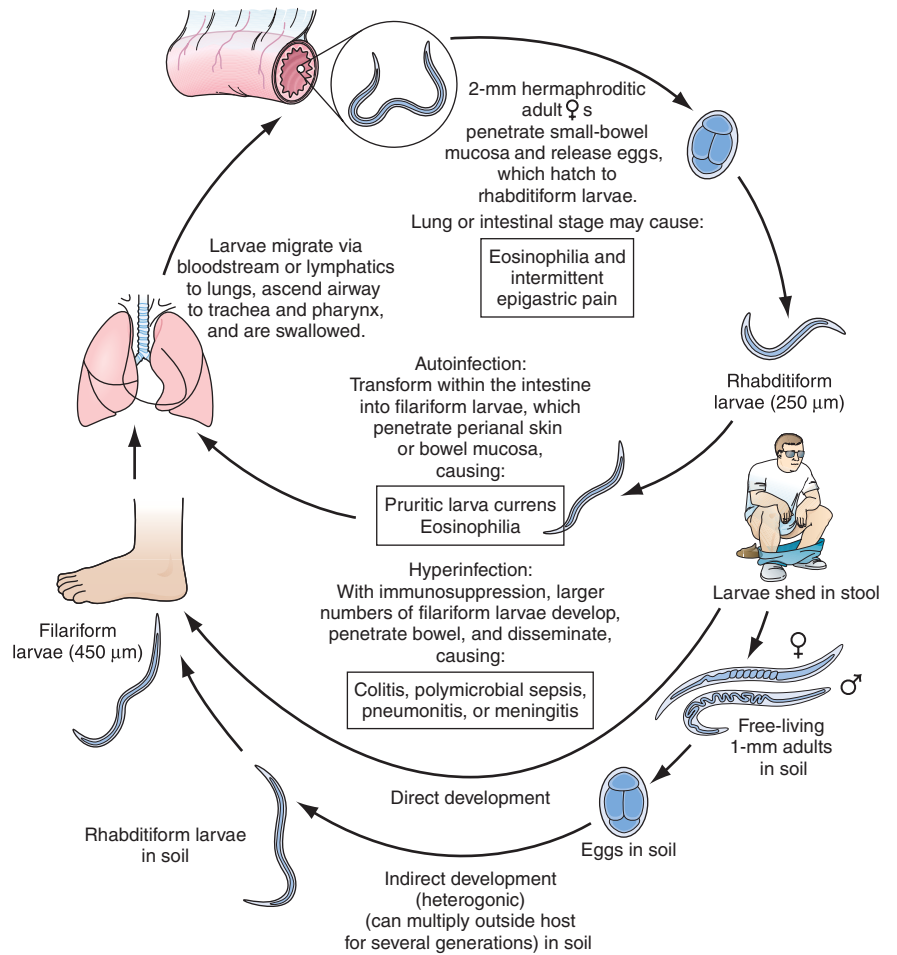 2-mm hermaphroditic
adult ♀ s
penetrate small-bowel
mucosa and release eggs,
which hatch to
rhabditiform larvae.
Lung or intestinal stage may cause:
Eosinophilia and
intermittent
epigastric pain
Larvae migrate via
bloodstream or lymphatics
to lungs, ascend airway
to trachea and pharynx,
and are swallowed.
Rhabditiform
larvae (250 μm)
Autoinfection:
Transform within the intestine
into filariform larvae, which
penetrate perianal skin
or bowel mucosa,
causing:
Pruritic larva currens
Eosinophilia
Hyperinfection:
With immunosuppression, larger
numbers of filariform larvae develop,
penetrate bowel, and disseminate,
causing:
Colitis, polymicrobial sepsis,
pneumonitis, or meningitis
Larvae shed in stool
♀
♂
Free-living
1-mm adults
in soil
Filariform
larvae (450 μm)
Direct development
Eggs in soil
Rhabditiform larvae
in soil
Indirect development
(heterogonic)
(can multiply outside host
for several generations) in soil